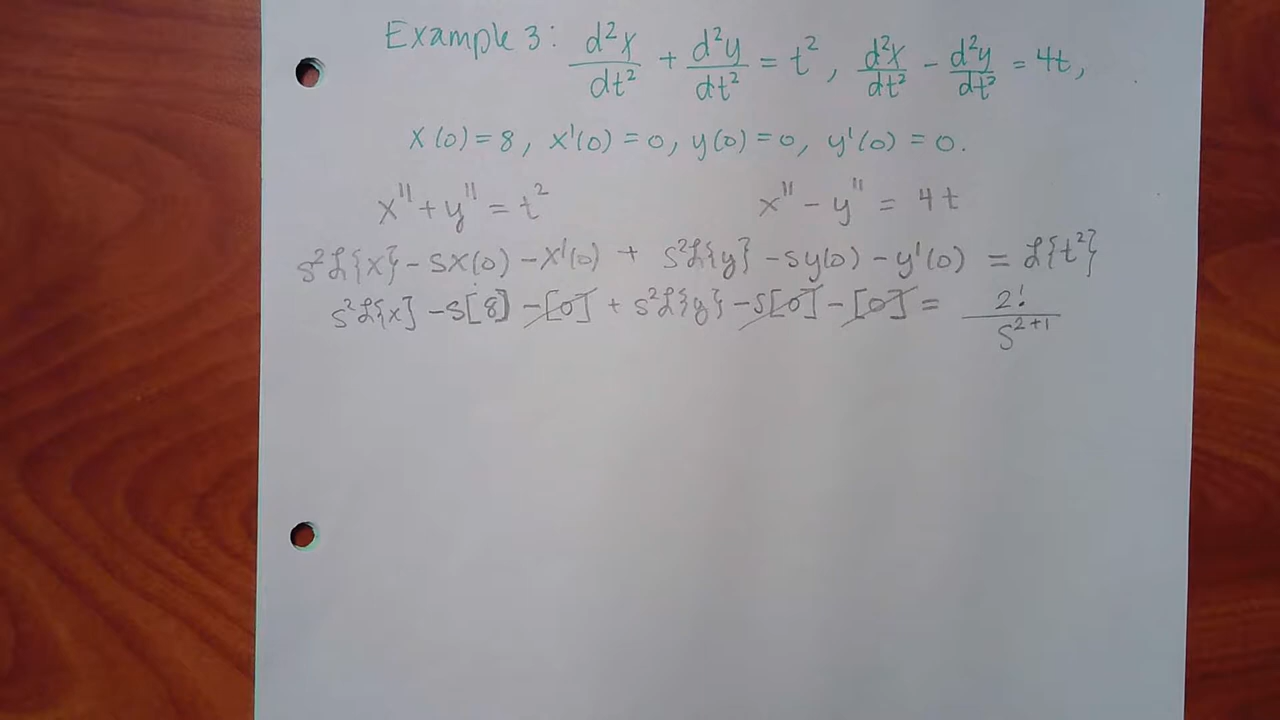 Example 3: d²x/dt² + d²y/dt² = t², d²x/dt² - d²y/dt² = 4t,
x(0) = 8, x'(0) = 0, y(0) = 0, y'(0) = 0.
x'' + y'' = t² x'' - y'' = 4t
s²ℒ{x} - sx(0) - x'(0) + s²ℒ{y} - sy(0) - y'(0) = ℒ{t²}
s²ℒ{x} - s[8] - [0] + s²ℒ{y} - s[0] - [0] = 2!/s²⁺¹